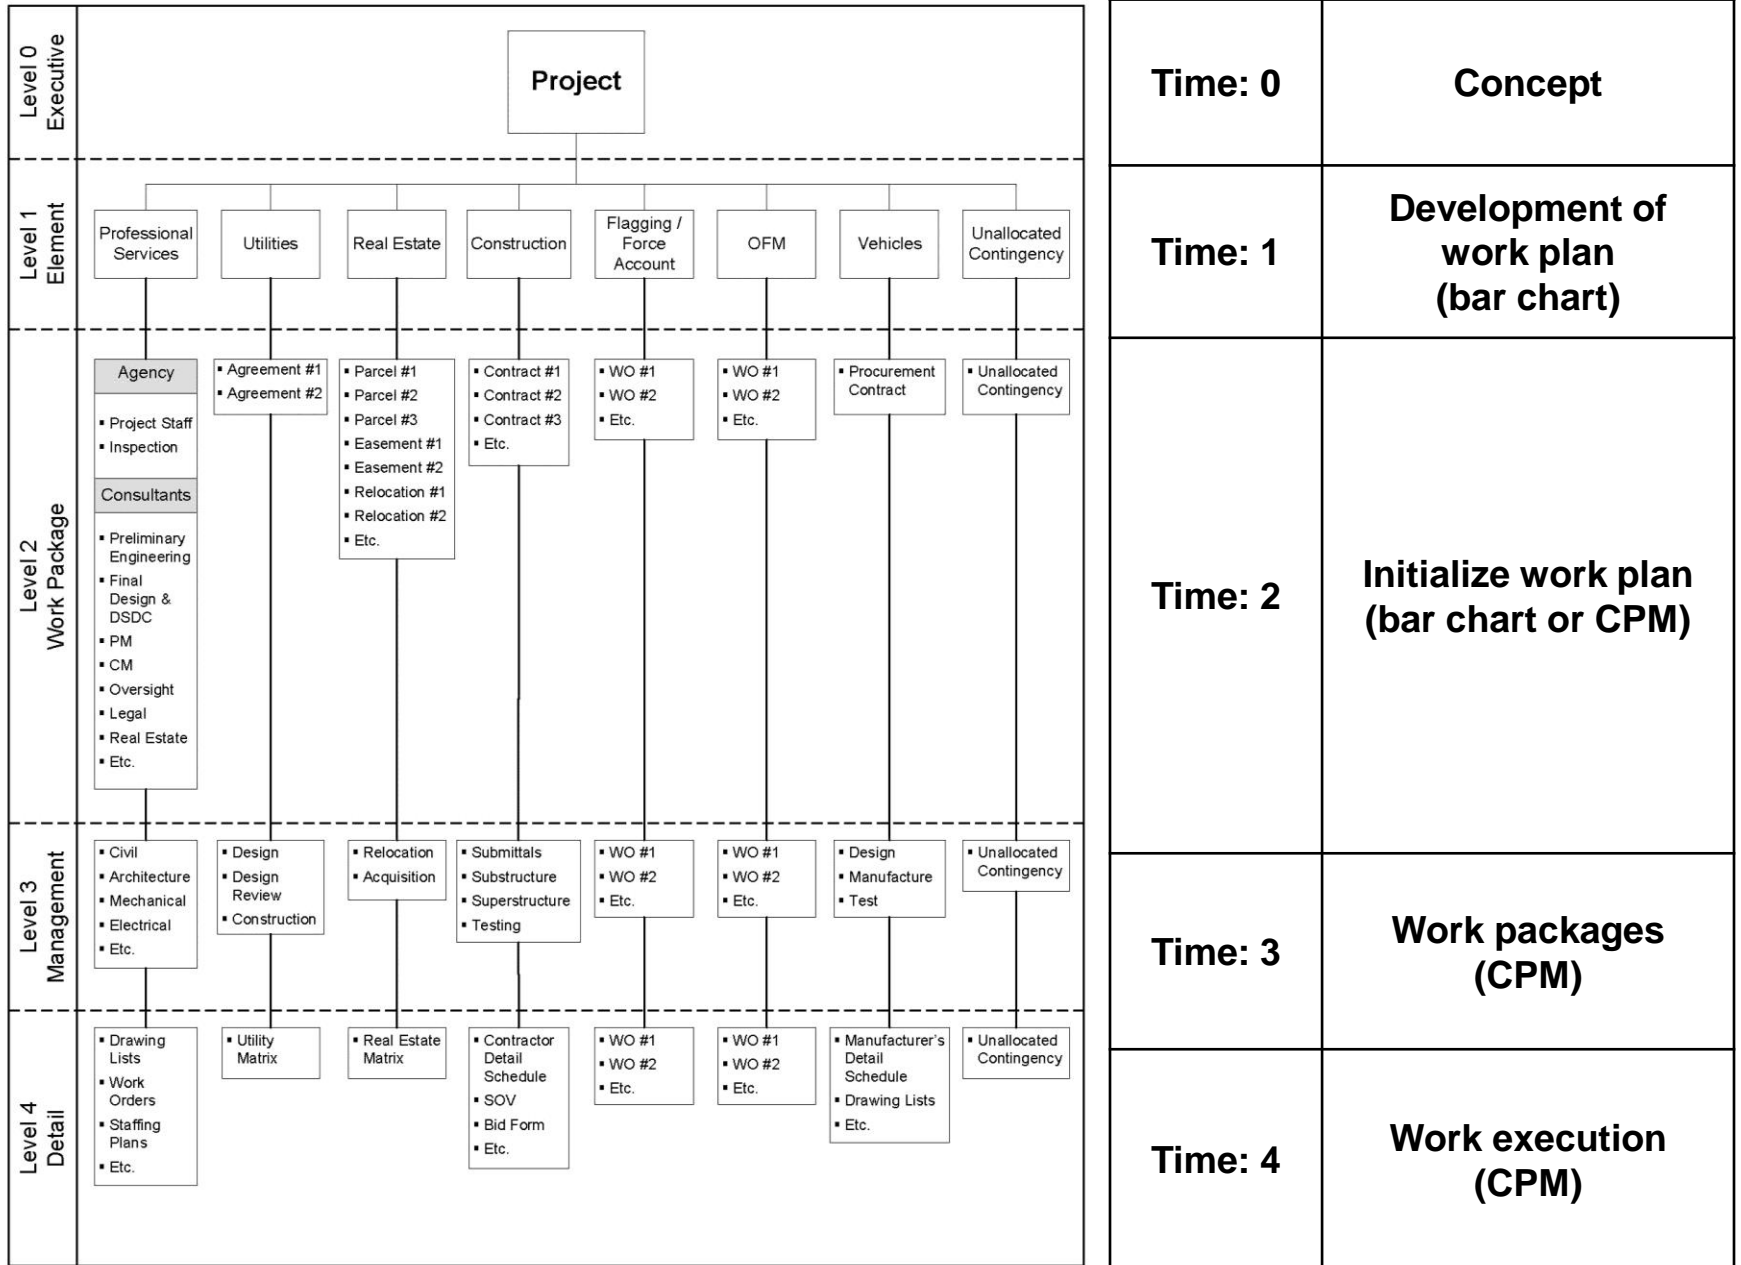 Level 0
Executive
Project
Level 1
Element
Professional
Services
Utilities
Real Estate
Construction
Flagging /
Force
Account
OFM
Vehicles
Unallocated
Contingency
Level 2
Work Package
Agency
▪ Project Staff
▪ Inspection
Consultants
▪ Preliminary
Engineering
▪ Final
Design &
DSDC
▪ PM
▪ CM
▪ Oversight
▪ Legal
▪ Real Estate
▪ Etc.
▪ Agreement #1
▪ Agreement #2
▪ Parcel #1
▪ Parcel #2
▪ Parcel #3
▪ Easement #1
▪ Easement #2
▪ Relocation #1
▪ Relocation #2
▪ Etc.
▪ Contract #1
▪ Contract #2
▪ Contract #3
▪ Etc.
▪ WO #1
▪ WO #2
▪ Etc.
▪ WO #1
▪ WO #2
▪ Etc.
▪ Procurement
Contract
▪ Unallocated
Contingency
Level 3
Management
▪ Civil
▪ Architecture
▪ Mechanical
▪ Electrical
▪ Etc.
▪ Design
▪ Design
Review
▪ Construction
▪ Relocation
▪ Acquisition
▪ Submittals
▪ Substructure
▪ Superstructure
▪ Testing
▪ WO #1
▪ WO #2
▪ Etc.
▪ WO #1
▪ WO #2
▪ Etc.
▪ Design
▪ Manufacture
▪ Test
▪ Unallocated
Contingency
Level 4
Detail
▪ Drawing
Lists
▪ Work
Orders
▪ Staffing
Plans
▪ Etc.
▪ Utility
Matrix
▪ Real Estate
Matrix
▪ Contractor
Detail
Schedule
▪ SOV
▪ Bid Form
▪ Etc.
▪ WO #1
▪ WO #2
▪ Etc.
▪ WO #1
▪ WO #2
▪ Etc.
▪ Manufacturer's
Detail
Schedule
▪ Drawing Lists
▪ Etc.
▪ Unallocated
Contingency
Time: 0
Concept
Time: 1
Development of
work plan
(bar chart)
Time: 2
Initialize work plan
(bar chart or CPM)
Time: 3
Work packages
(CPM)
Time: 4
Work execution
(CPM)